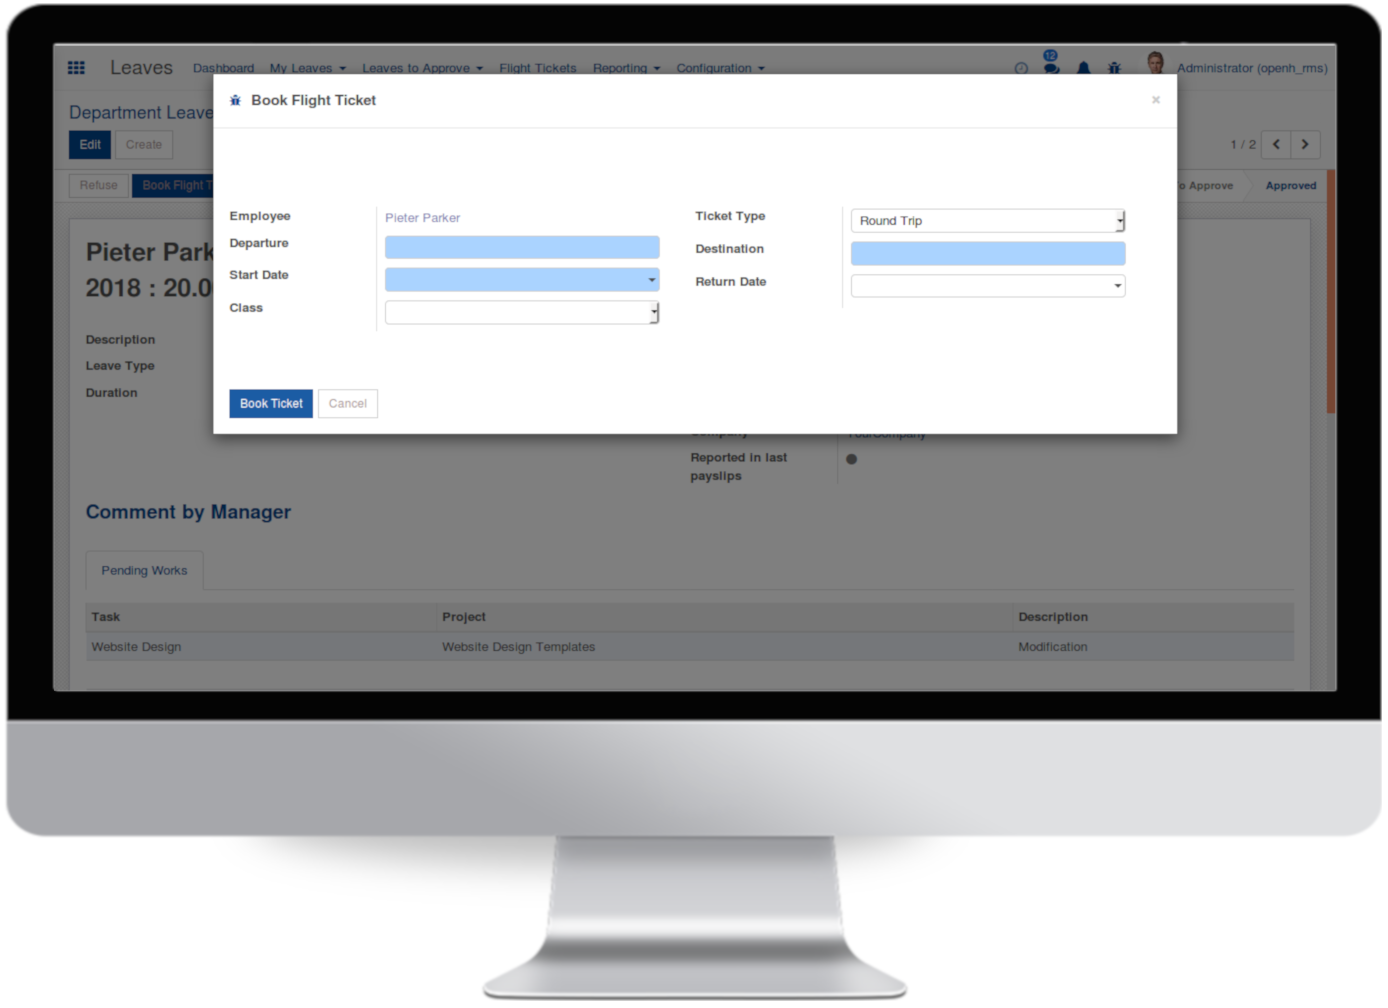 Leaves Dashboard My Leaves Leaves to Approve Flight Tickets Reporting Configuration 12 Administrator (openh_rms)
Department Leave
Edit Create 1 / 2
Refuse Book Flight T o Approve Approved
Book Flight Ticket ×
Employee Pieter Parker Ticket Type Round Trip
Departure Destination
Start Date Return Date
Class
Book Ticket Cancel
Pieter Park
2018 : 20.0
Description
Leave Type
Duration
Company YourCompany
Reported in last
payslips
Comment by Manager
Pending Works
Task Project Description
Website Design Website Design Templates Modification